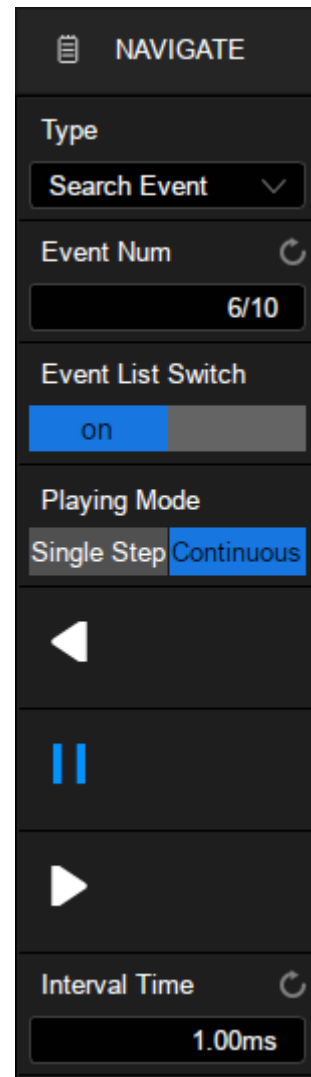 NAVIGATE
Type
Search Event
Event Num
6/10
Event List Switch
on
Playing Mode
Single Step Continuous
Interval Time
1.00ms